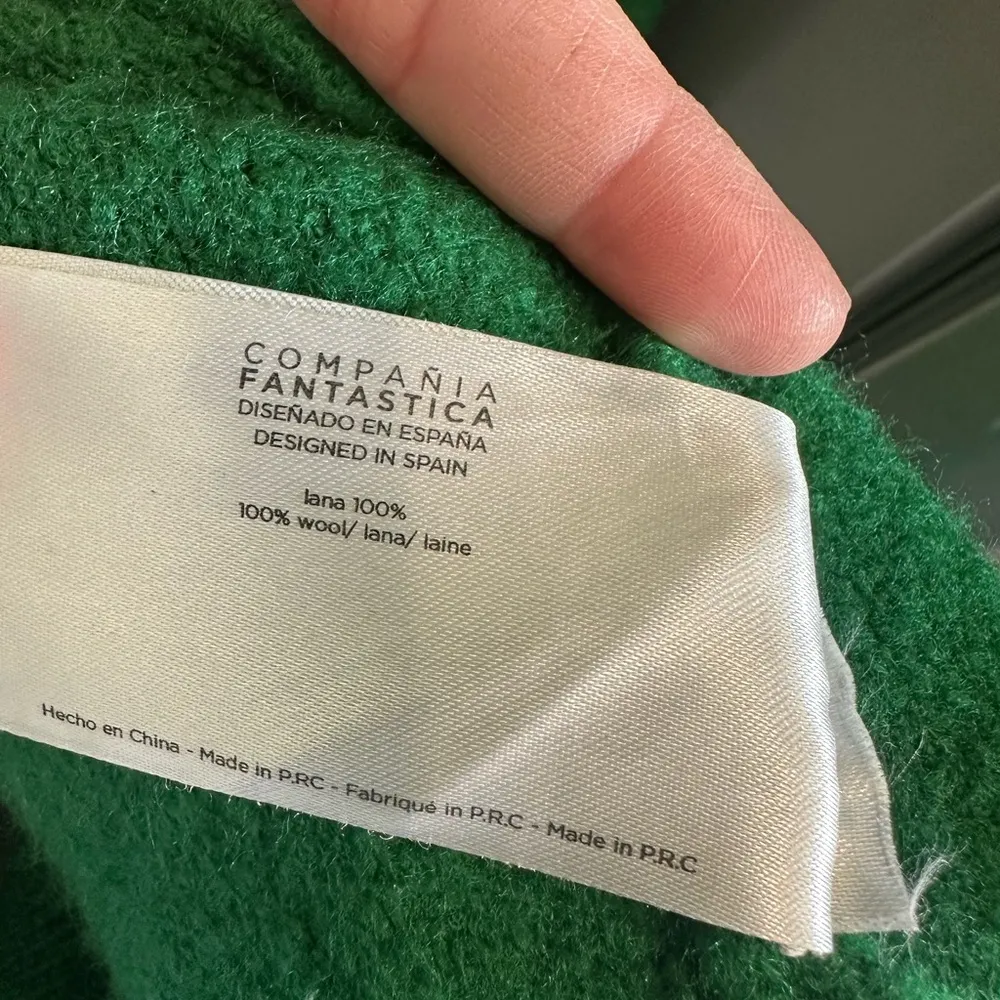 COMPAÑIA
FANTASTICA
DISEÑADO EN ESPAÑA
DESIGNED IN SPAIN
lana 100%
100% wool/ lana/ laine
Hecho en China - Made in P.RC - Fabriqué in P.R.C - Made in P.R.C